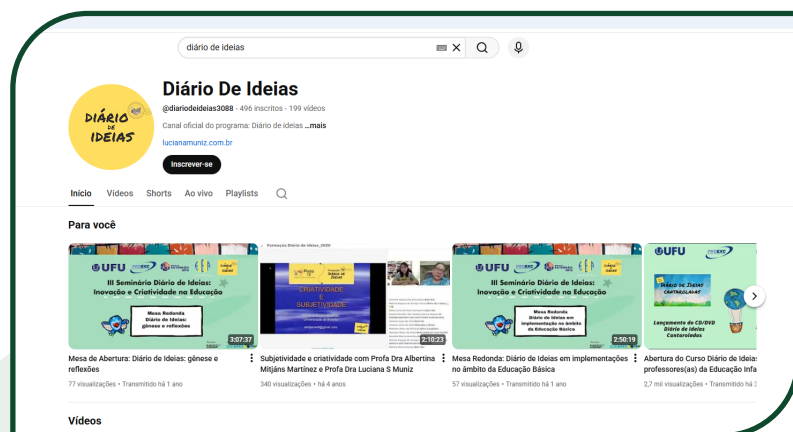 diário de ideias
DIÁRIO
DE
IDEIAS
Diário De Ideias
@diariodeideias3088 • 496 inscritos • 199 vídeos
Canal oficial do programa: Diário de ideias ...mais
lucianamuniz.com.br
Inscrever-se
Início Vídeos Shorts Ao vivo Playlists
Para você
UFU
III Seminário Diário de Ideias:
Inovação e Criatividade na Educação
Mesa Redonda
Diário de Ideias:
gêneses e reflexões
3:07:37
Formação Diário de Ideias_2020
CRIATIVIDADE
E
SUBJETIVIDADE
2:10:23
UFU
III Seminário Diário de Ideias:
Inovação e Criatividade na Educação
Mesa Redonda
Diário de Ideias em
implementações no âmbito
da Educação Básica
2:50:19
UFU
DIÁRIO DE IDEIAS
CANTAROLADAS
Lançamento do CD/DVD
Diário de Ideias
Cantaroladas
Mesa de Abertura: Diário de Ideias: gênese e
reflexões
77 visualizações • Transmitido há 1 ano
Subjetividade e criatividade com Profa Dra Albertina
Mitjáns Martínez e Profa Dra Luciana S Muniz
340 visualizações • há 4 anos
Mesa Redonda: Diário de Ideias em implementações
no âmbito da Educação Básica
57 visualizações • Transmitido há 1 ano
Abertura do Curso Diário de Ideias
professores(as) da Educação Infa
2,7 mil visualizações • Transmitido há 3
Vídeos